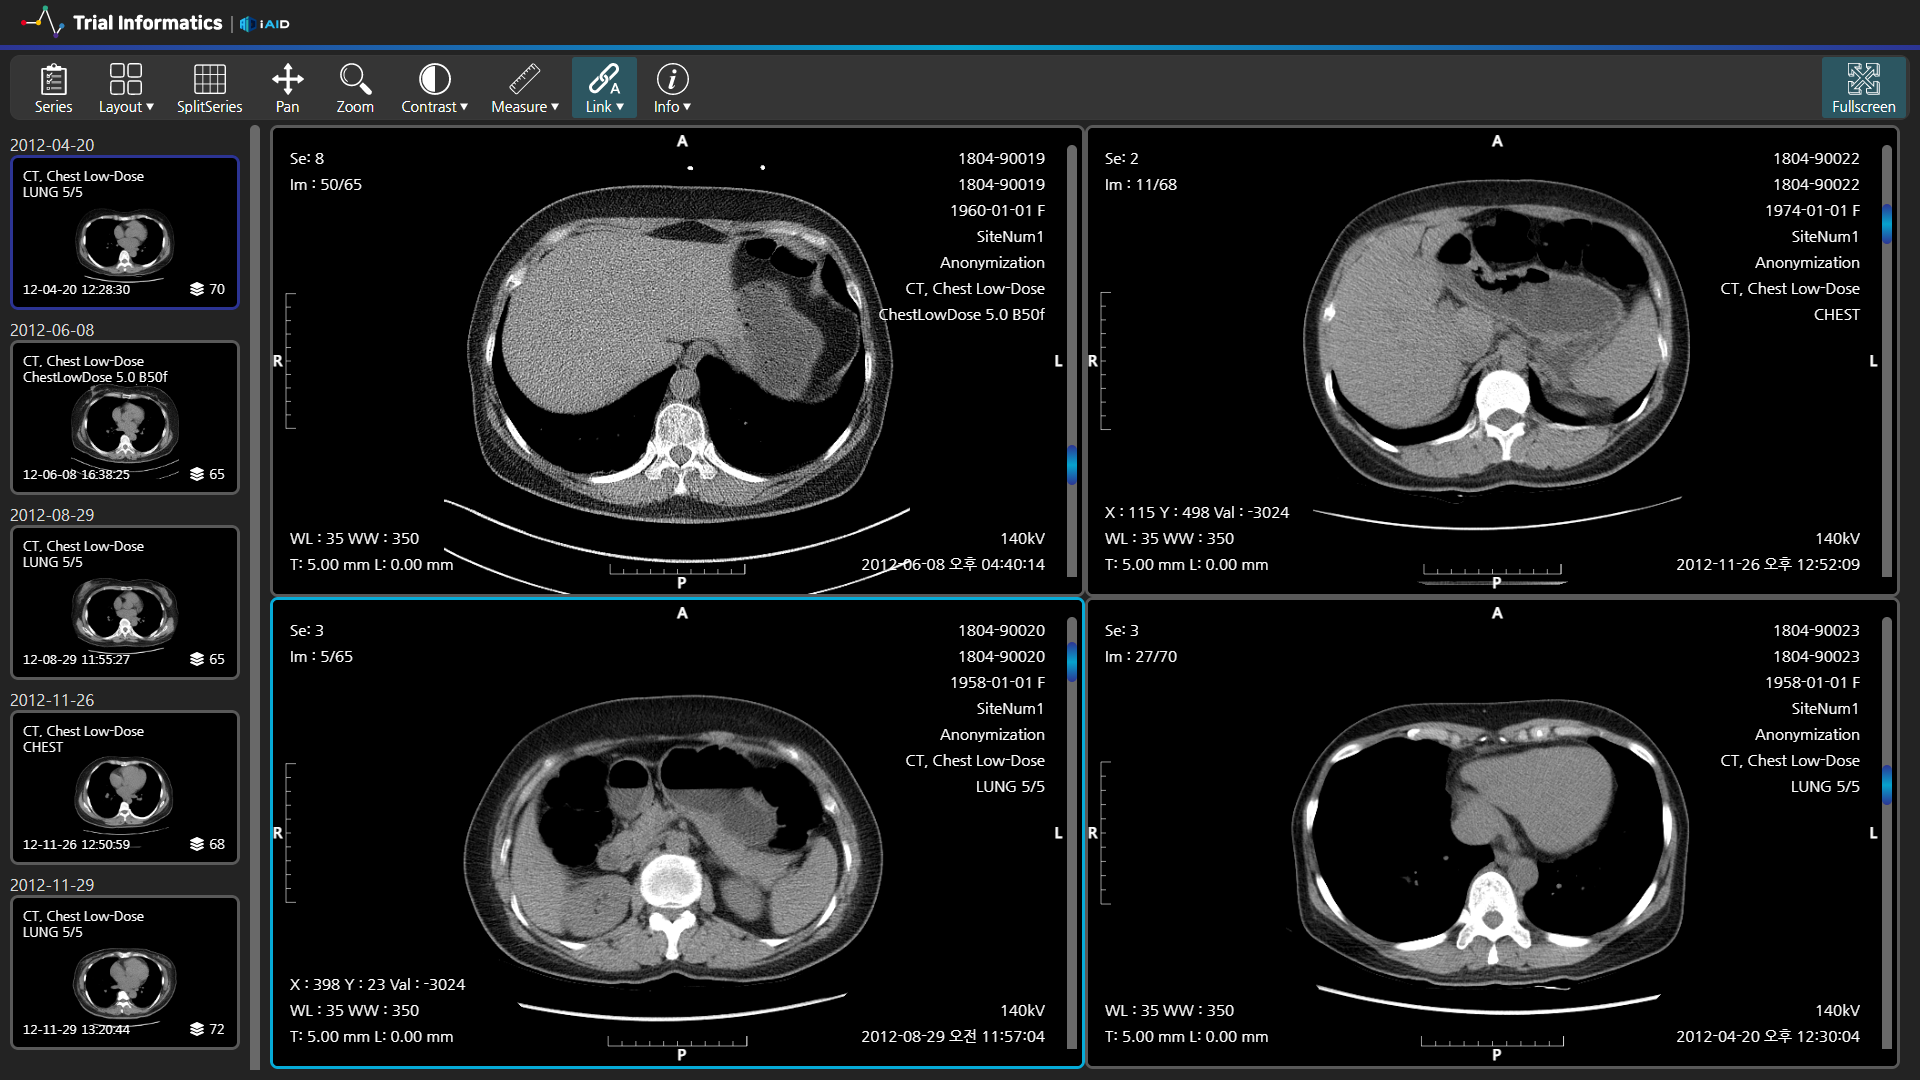 Trial Informatics | iAID
Series
Layout ▾
SplitSeries
Pan
Zoom
Contrast ▾
Measure ▾
Link ▾
Info ▾
Fullscreen
2012-04-20
CT, Chest Low-Dose
LUNG 5/5
12-04-20 12:28:30 70
2012-06-08
CT, Chest Low-Dose
ChestLowDose 5.0 B50f
12-06-08 16:38:25 65
2012-08-29
CT, Chest Low-Dose
LUNG 5/5
12-08-29 11:55:27 65
2012-11-26
CT, Chest Low-Dose
CHEST
12-11-26 12:50:59 68
2012-11-29
CT, Chest Low-Dose
LUNG 5/5
12-11-29 13:20:44 72
A
Se: 8
Im : 50/65
1804-90019
1804-90019
1960-01-01 F
SiteNum1
Anonymization
CT, Chest Low-Dose
ChestLowDose 5.0 B50f
R
L
WL : 35 WW : 350
T: 5.00 mm L: 0.00 mm
140kV
2012-06-08 오후 04:40:14
P
A
Se: 2
Im : 11/68
1804-90022
1804-90022
1974-01-01 F
SiteNum1
Anonymization
CT, Chest Low-Dose
CHEST
R
L
X : 115 Y : 498 Val : -3024
WL : 35 WW : 350
T: 5.00 mm L: 0.00 mm
140kV
2012-11-26 오후 12:52:09
P
A
Se: 3
Im : 5/65
1804-90020
1804-90020
1958-01-01 F
SiteNum1
Anonymization
CT, Chest Low-Dose
LUNG 5/5
R
L
X : 398 Y : 23 Val : -3024
WL : 35 WW : 350
T: 5.00 mm L: 0.00 mm
140kV
2012-08-29 오전 11:57:04
P
A
Se: 3
Im : 27/70
1804-90023
1804-90023
1958-01-01 F
SiteNum1
Anonymization
CT, Chest Low-Dose
LUNG 5/5
R
L
WL : 35 WW : 350
T: 5.00 mm L: 0.00 mm
140kV
2012-04-20 오후 12:30:04
P